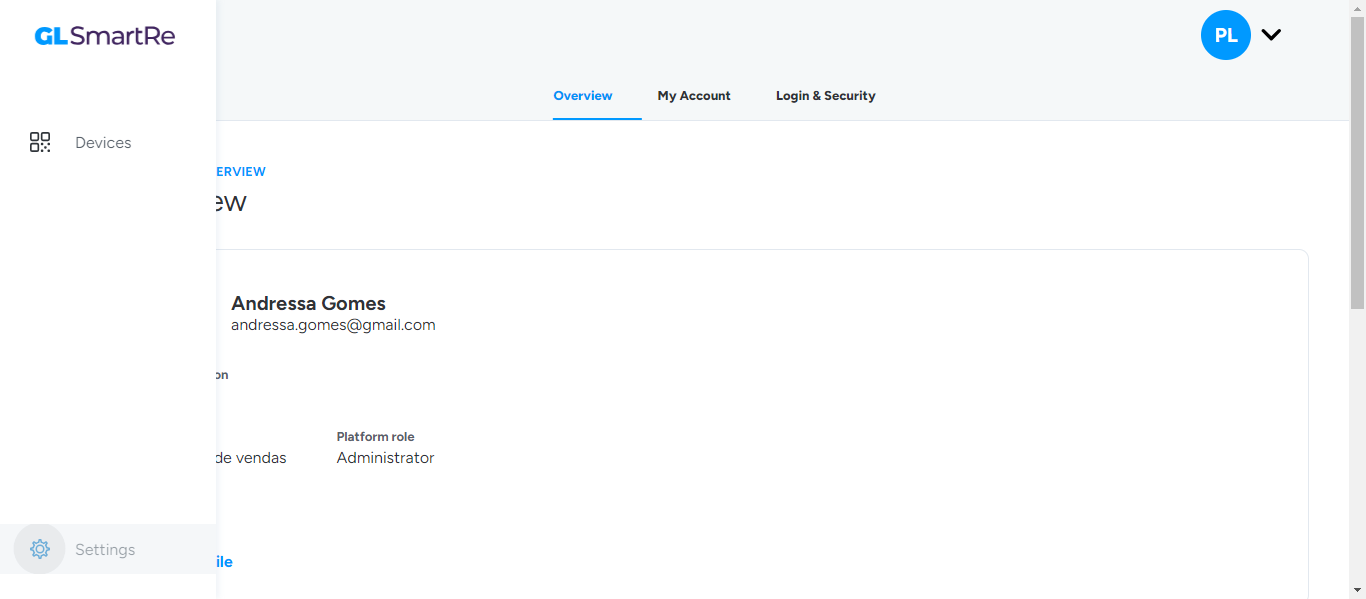 GLSmartRe
PL
Overview
My Account
Login & Security
Devices
ERVIEW
ew
Andressa Gomes
andressa.gomes@gmail.com
on
Platform role
de vendas
Administrator
Settings
ile